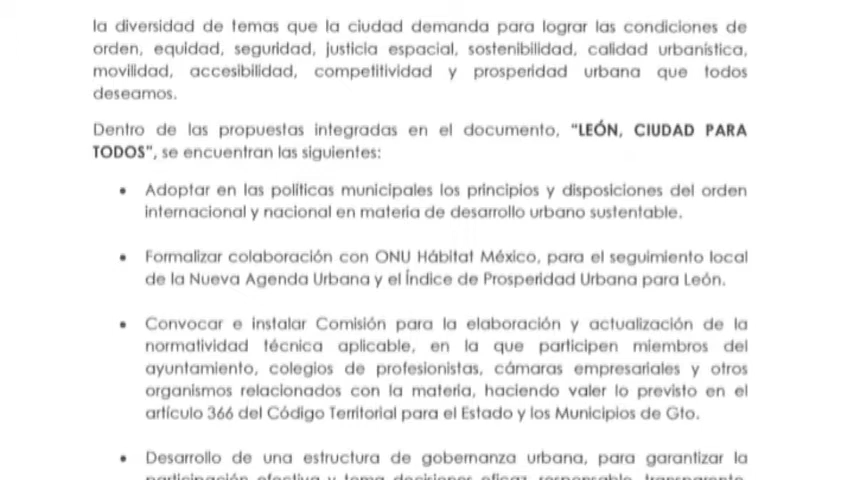 la diversidad de temas que la ciudad demanda para lograr las condiciones de
orden, equidad, seguridad, justicia espacial, sostenibilidad, calidad urbanística,
movilidad, accesibilidad, competitividad y prosperidad urbana que todos
deseamos.
Dentro de las propuestas integradas en el documento, "LEÓN, CIUDAD PARA
TODOS", se encuentran las siguientes:
• Adoptar en las políticas municipales los principios y disposiciones del orden
internacional y nacional en materia de desarrollo urbano sustentable.
• Formalizar colaboración con ONU Hábitat México, para el seguimiento local
de la Nueva Agenda Urbana y el Índice de Prosperidad Urbana para León.
• Convocar e instalar Comisión para la elaboración y actualización de la
normatividad técnica aplicable, en la que participen miembros del
ayuntamiento, colegios de profesionistas, cámaras empresariales y otros
organismos relacionados con la materia, haciendo valer lo previsto en el
artículo 366 del Código Territorial para el Estado y los Municipios de Gto.
• Desarrollo de una estructura de gobernanza urbana, para garantizar la
participación efectiva y toma decisiones eficaz, responsable, transparente,